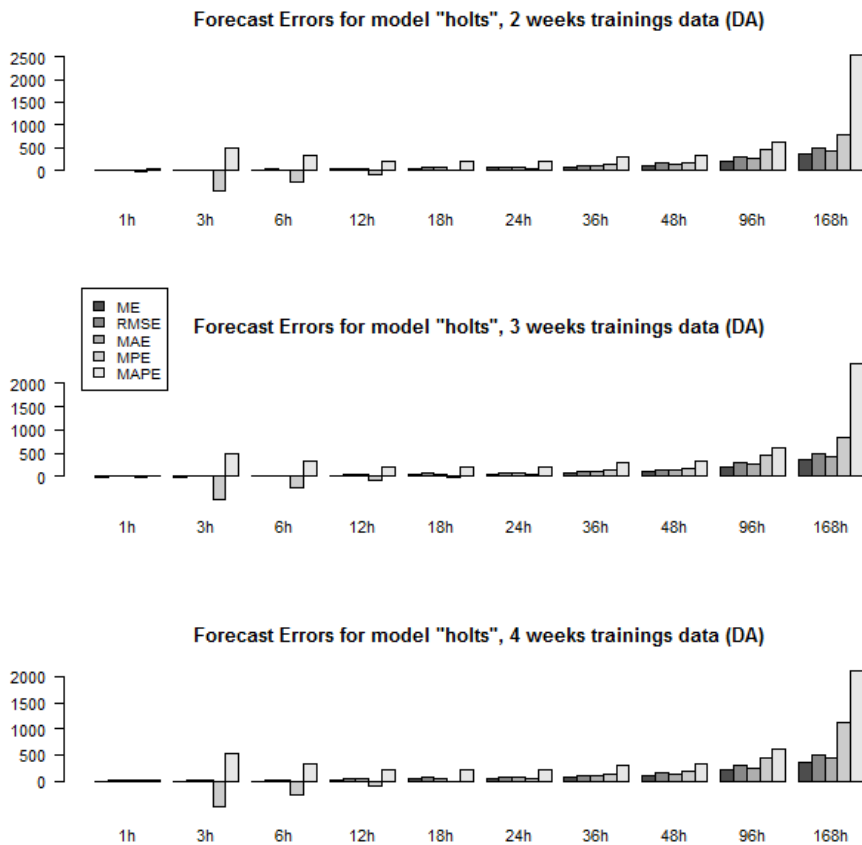 Forecast Errors for model "holts", 2 weeks trainings data (DA)
2500
2000
1500
1000
500
0
1h 3h 6h 12h 18h 24h 36h 48h 96h 168h
ME
RMSE
MAE
MPE
MAPE
Forecast Errors for model "holts", 3 weeks trainings data (DA)
2000
1500
1000
500
0
1h 3h 6h 12h 18h 24h 36h 48h 96h 168h
Forecast Errors for model "holts", 4 weeks trainings data (DA)
2000
1500
1000
500
0
1h 3h 6h 12h 18h 24h 36h 48h 96h 168h